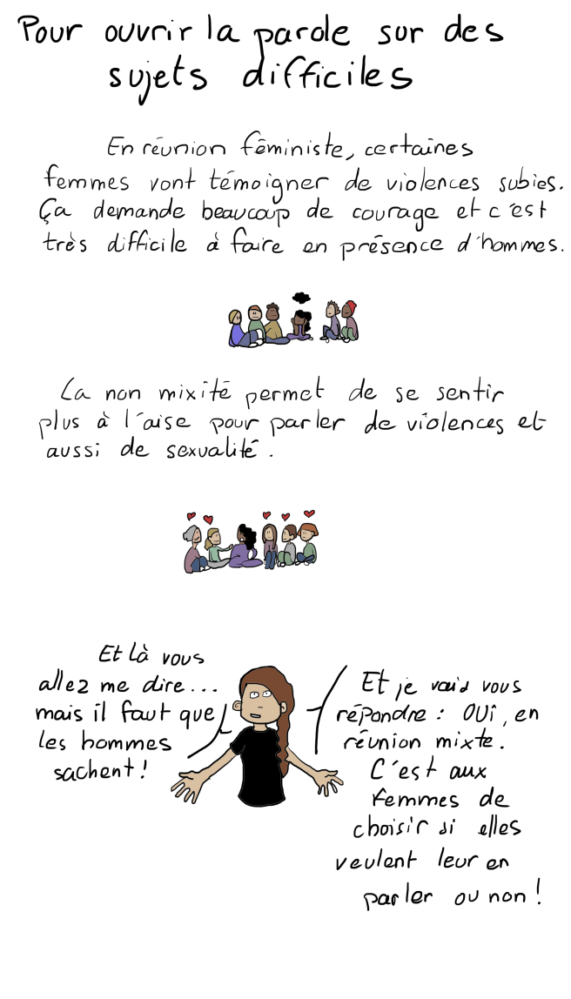 Pour ouvrir la parole sur des
sujets difficiles
En réunion féministe, certaines
femmes vont témoigner de violences subies.
Ça demande beaucoup de courage et c'est
très difficile à faire en présence d'hommes.
La non mixité permet de se sentir
plus à l'aise pour parler de violences et
aussi de sexualité.
Et là vous
allez me dire...
mais il faut que
les hommes
sachent!
Et je vais vous
répondre : OUi, en
réunion mixte.
C'est aux
femmes de
choisir si elles
veulent leur en
parler ou non!